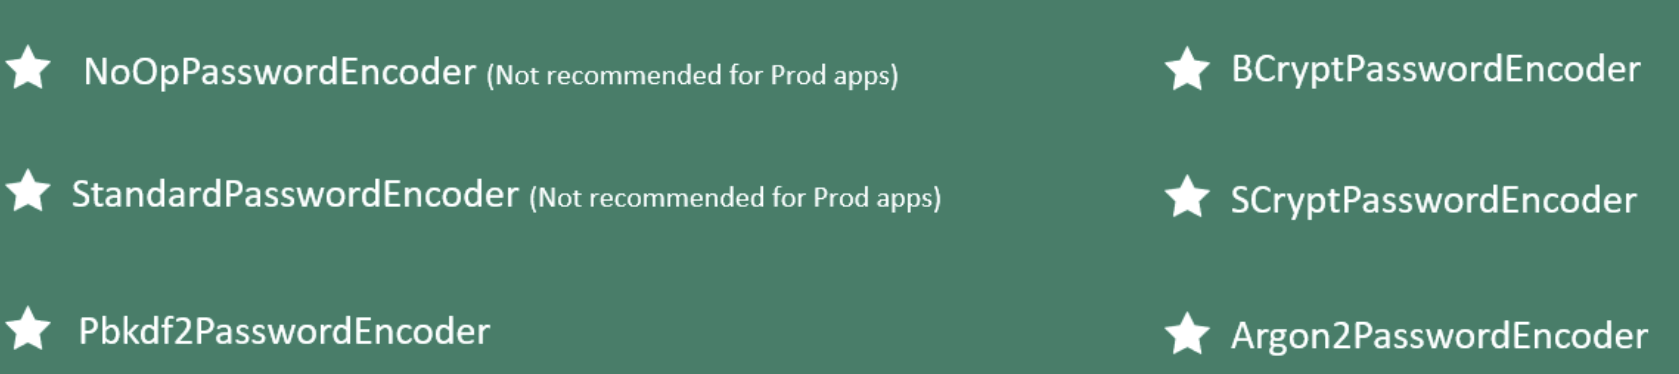 NoOpPasswordEncoder (Not recommended for Prod apps)
StandardPasswordEncoder (Not recommended for Prod apps)
Pbkdf2PasswordEncoder
BCryptPasswordEncoder
SCryptPasswordEncoder
Argon2PasswordEncoder